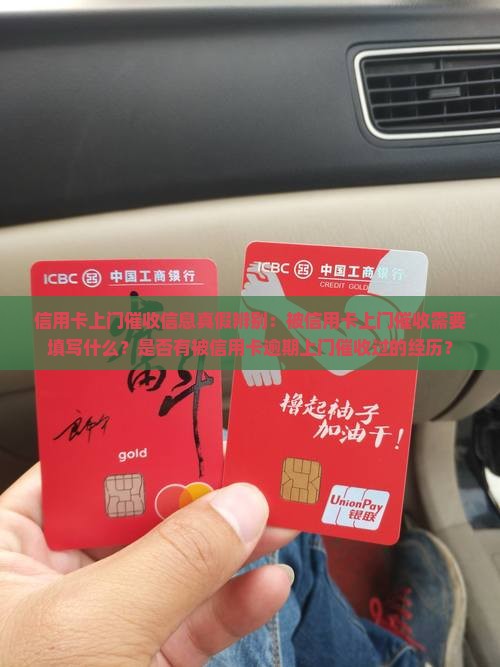 ICBC 中国工商银行
奋斗
gold
ICBC 中国工商银行
CREDIT GOLD
撸起袖子
加油干！
UnionPay
银联
信用卡上门催收信息真假辨别：被信用卡上门催收需要
填写什么？是否有被信用卡逾期上门催收过的经历？